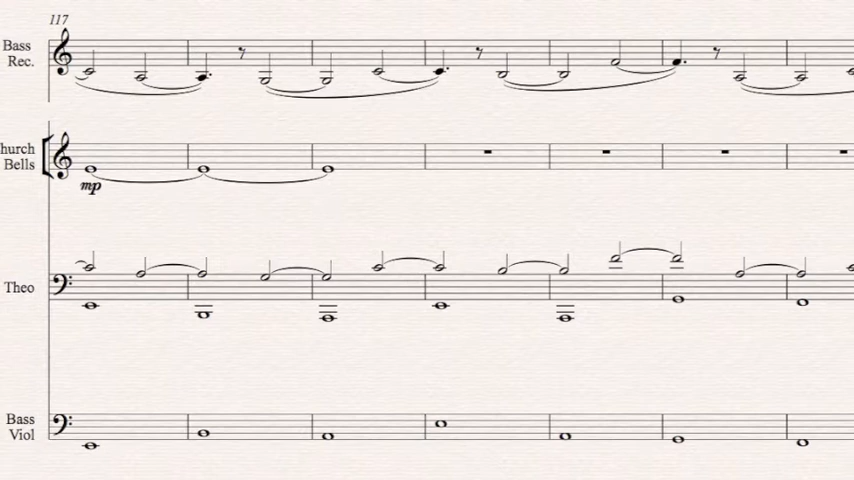 117
Bass
Rec.
hurch
Bells
mp
Theo
Bass
Viol